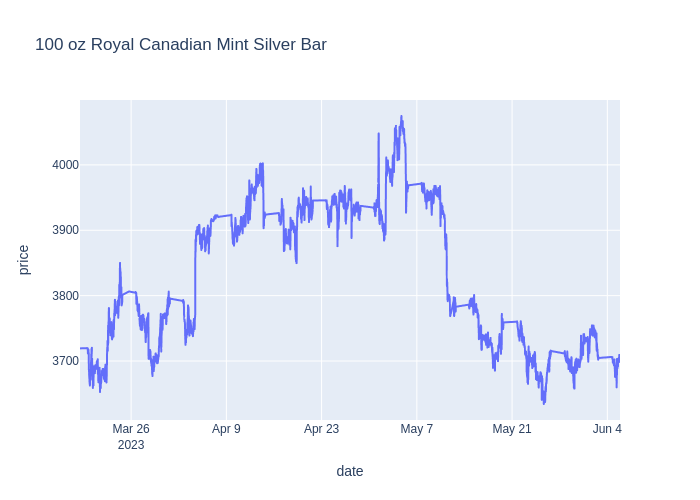 100 oz Royal Canadian Mint Silver Bar
price
4000
3900
3800
3700
Mar 26
2023
Apr 9
Apr 23
May 7
May 21
Jun 4
date